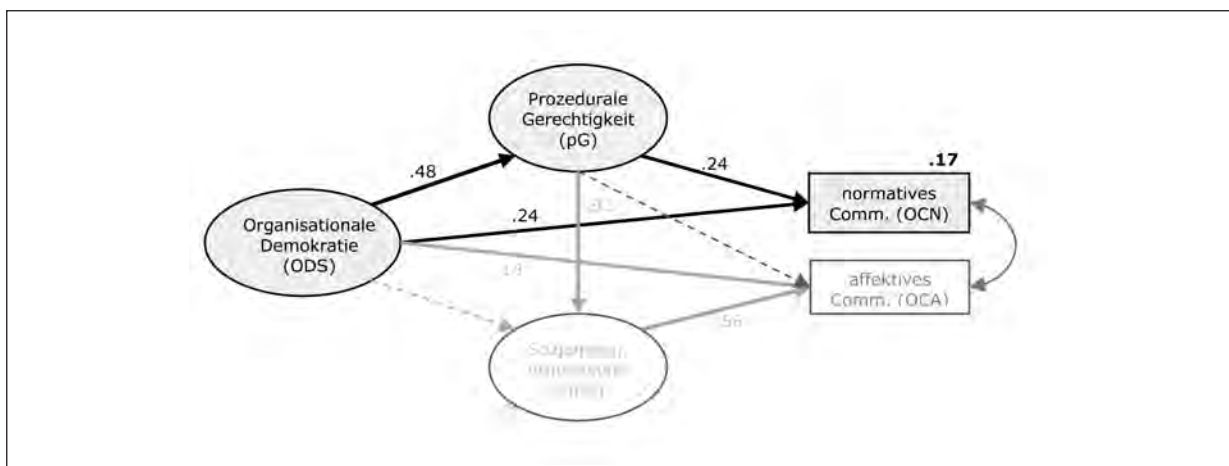 Prozedurale
Gerechtigkeit
(pG)
.48
.24
.17
normatives
Comm. (OCN)
.24
Organisationale
Demokratie
(ODS)
affektives
Comm. (OCA)
.56